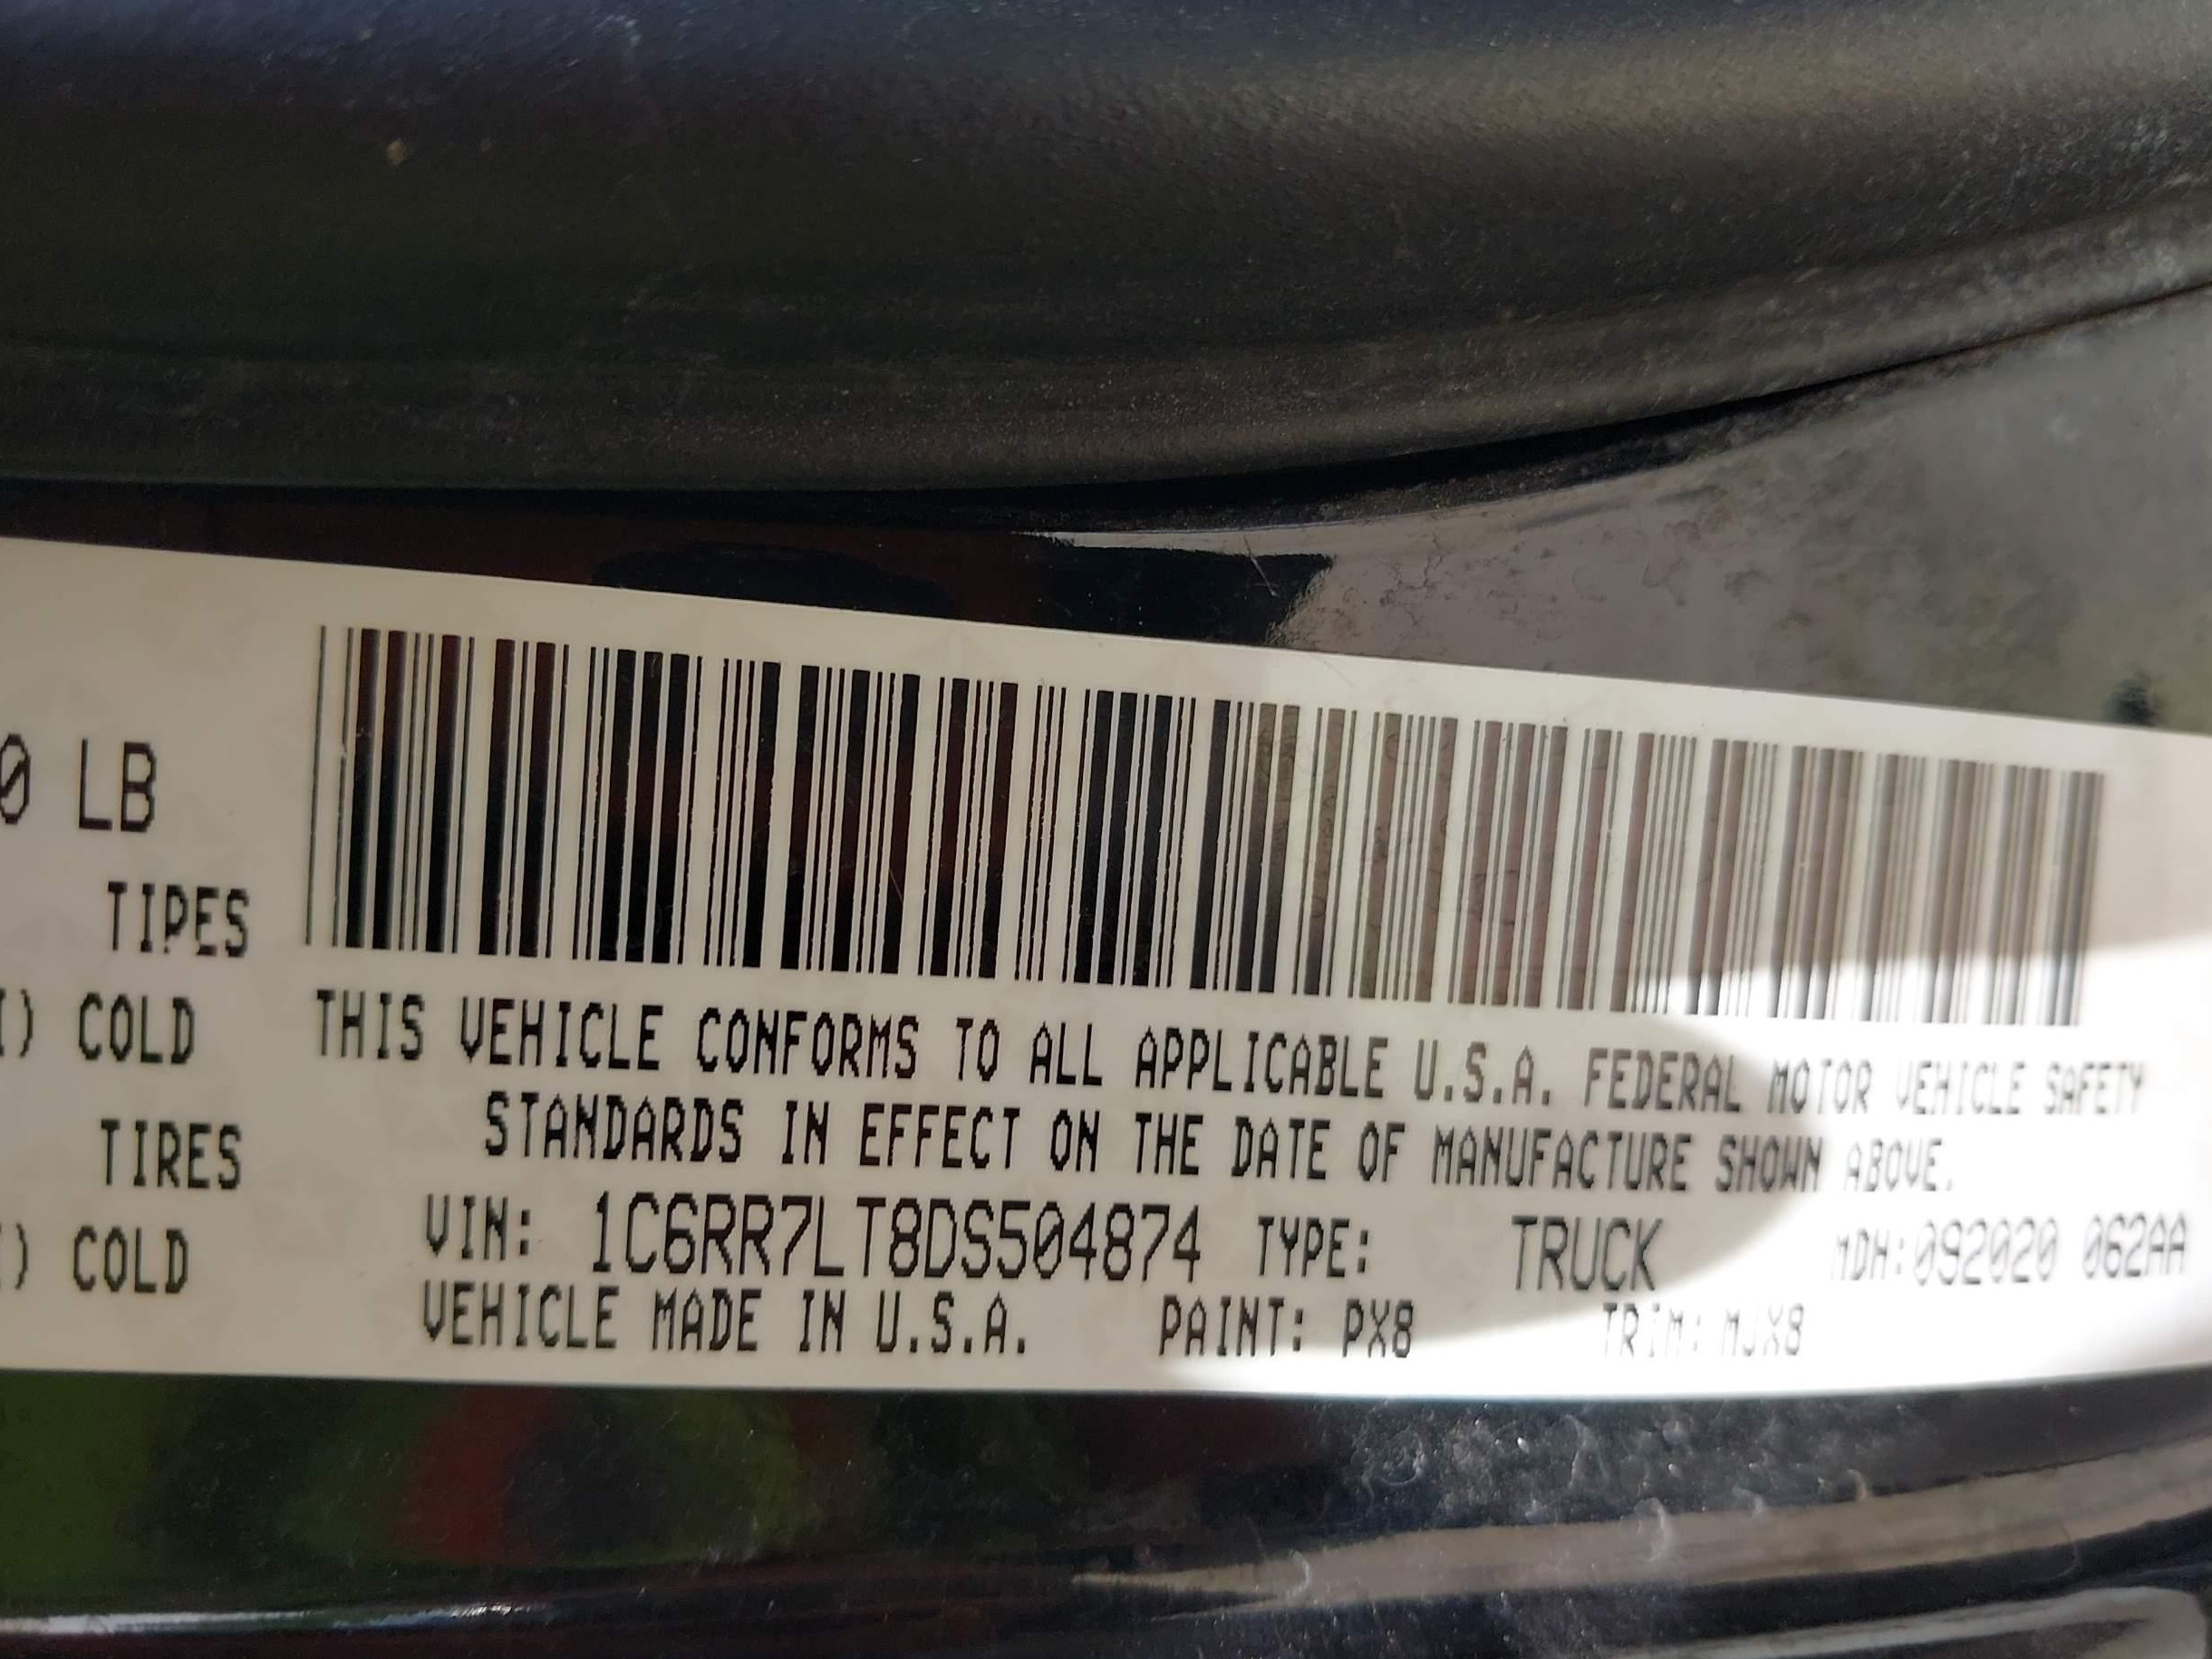 0 LB
TIRES
I) COLD
TIRES
) COLD
THIS VEHICLE CONFORMS TO ALL APPLICABLE U.S.A. FEDERAL MOTOR VEHICLE SAFETY
STANDARDS IN EFFECT ON THE DATE OF MANUFACTURE SHOWN ABOVE.
VIN: 1C6RR7LT8DS504874 TYPE: TRUCK MDH:092020 062AA
VEHICLE MADE IN U.S.A. PAINT: PX8 TRIM: MJX8